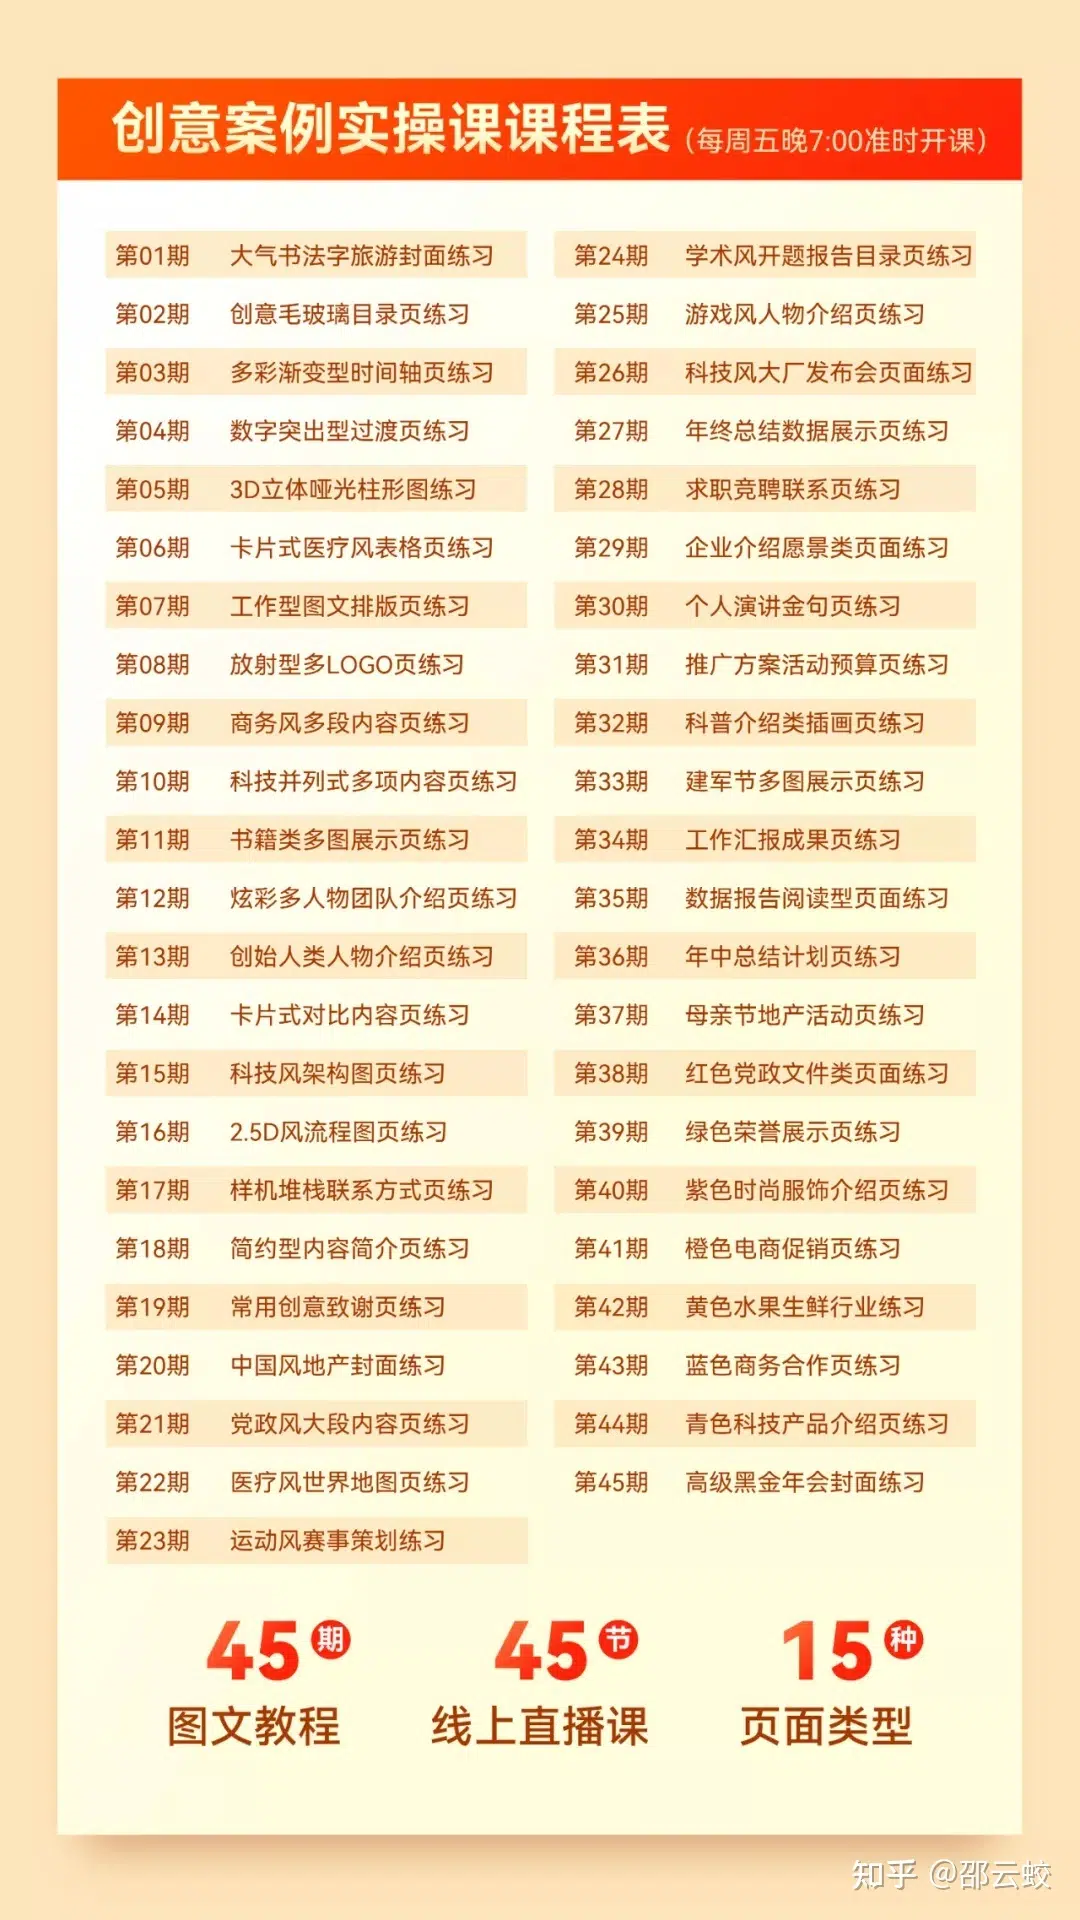 创意案例实操课课程表（每周五晚7:00准时开课）
第01期 大气书法字旅游封面练习
第02期 创意毛玻璃目录页练习
第03期 多彩渐变型时间轴页练习
第04期 数字突出型过渡页练习
第05期 3D立体哑光柱形图练习
第06期 卡片式医疗风表格页练习
第07期 工作型图文排版页练习
第08期 放射型多LOGO页练习
第09期 商务风多段内容页练习
第10期 科技并列式多项内容页练习
第11期 书籍类多图展示页练习
第12期 炫彩多人物团队介绍页练习
第13期 创始人类人物介绍页练习
第14期 卡片式对比内容页练习
第15期 科技风架构图页练习
第16期 2.5D风流程图页练习
第17期 样机堆栈联系方式页练习
第18期 简约型内容简介页练习
第19期 常用创意致谢页练习
第20期 中国风地产封面练习
第21期 党政风大段内容页练习
第22期 医疗风世界地图页练习
第23期 运动风赛事策划练习
第24期 学术风开题报告目录页练习
第25期 游戏风人物介绍页练习
第26期 科技风大厂发布会页面练习
第27期 年终总结数据展示页练习
第28期 求职竞聘联系页练习
第29期 企业介绍愿景类页面练习
第30期 个人演讲金句页练习
第31期 推广方案活动预算页练习
第32期 科普介绍类插画页练习
第33期 建军节多图展示页练习
第34期 工作汇报成果页练习
第35期 数据报告阅读型页面练习
第36期 年中总结计划页练习
第37期 母亲节地产活动页练习
第38期 红色党政文件类页面练习
第39期 绿色荣誉展示页练习
第40期 紫色时尚服饰介绍页练习
第41期 橙色电商促销页练习
第42期 黄色水果生鲜行业练习
第43期 蓝色商务合作页练习
第44期 青色科技产品介绍页练习
第45期 高级黑金年会封面练习
45期 45节 15种
图文教程 线上直播课 页面类型
知乎 @邵云蛟